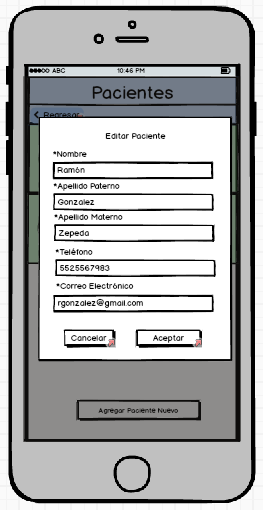 ABC 10:46 PM
Pacientes
Regresar
Editar Paciente
*Nombre
Ramón
*Apellido Paterno
Gonzalez
*Apellido Materno
Zepeda
*Teléfono
5525567983
*Correo Electrónico
rgonzalez@gmail.com
Cancelar Aceptar
Agregar Paciente Nuevo